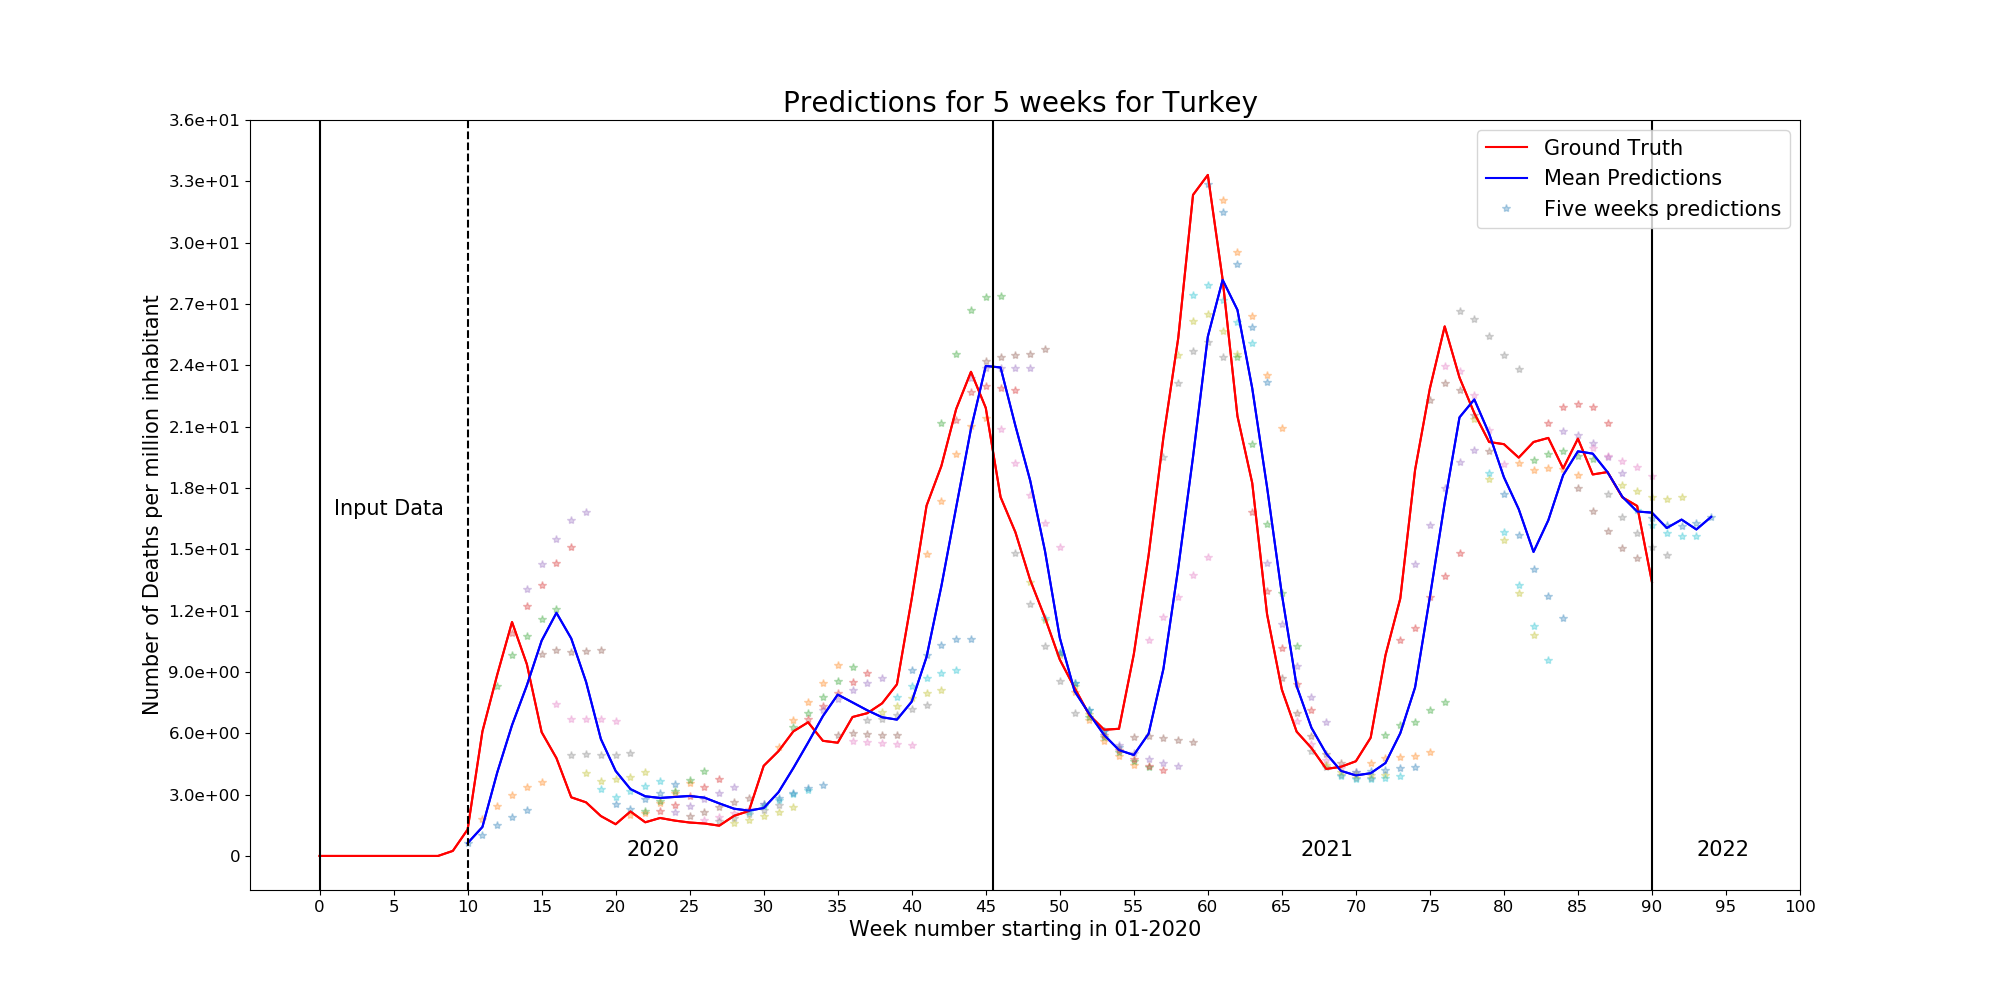 Predictions for 5 weeks for Turkey
3.6e+01
3.3e+01
3.0e+01
2.7e+01
2.4e+01
2.1e+01
1.8e+01
1.5e+01
1.2e+01
9.0e+00
6.0e+00
3.0e+00
0
Number of Deaths per million inhabitant
Ground Truth
Mean Predictions
Five weeks predictions
Input Data
2020 2021 2022
0 5 10 15 20 25 30 35 40 45 50 55 60 65 70 75 80 85 90 95 100
Week number starting in 01-2020